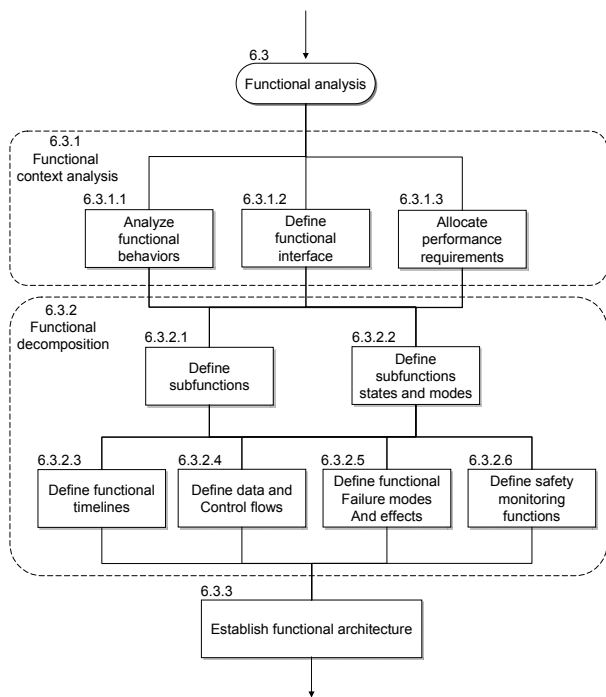 6.3
Functional analysis
6.3.1
Functional
context analysis
6.3.1.1
Analyze
functional
behaviors
6.3.1.2
Define
functional
interface
6.3.1.3
Allocate
performance
requirements
6.3.2
Functional
decomposition
6.3.2.1
Define
subfunctions
6.3.2.2
Define
subfunctions
states and modes
6.3.2.3
Define functional
timelines
6.3.2.4
Define data and
Control flows
6.3.2.5
Define functional
Failure modes
And effects
6.3.2.6
Define safety
monitoring
functions
6.3.3
Establish functional architecture